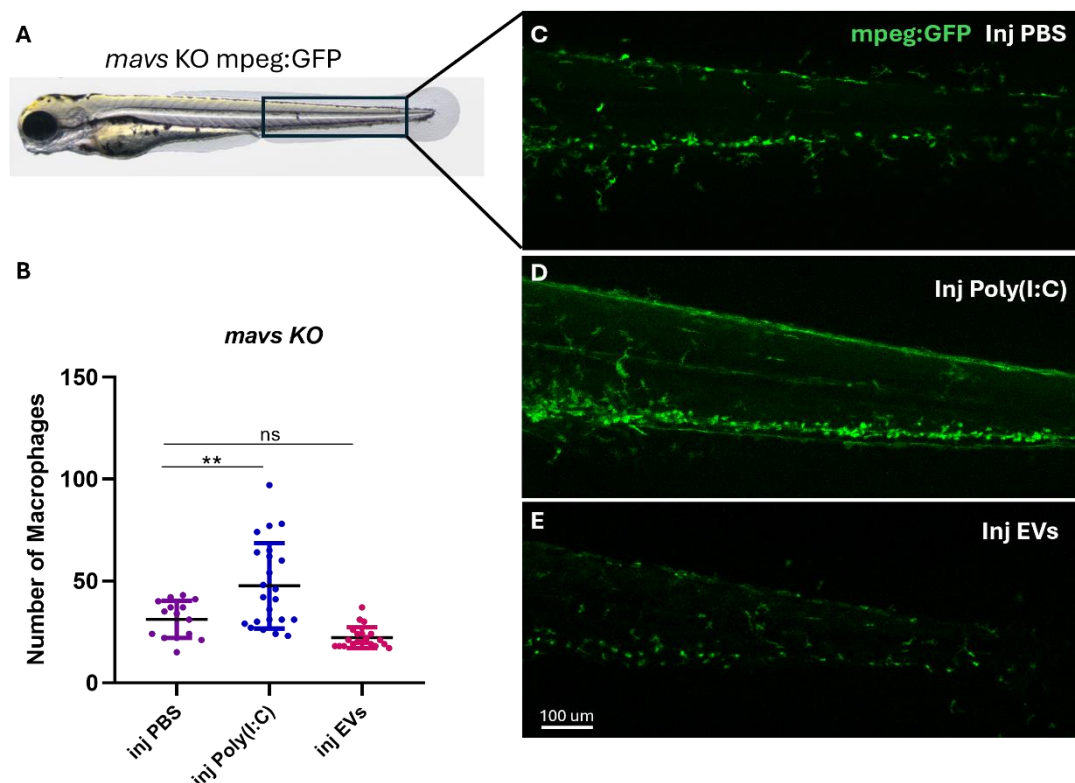 A
mavs KO mpeg:GFP
B
mavs KO
Number of Macrophages
150
100
50
0
ns
**
inj PBS
inj Poly(I:C)
inj EVs
C
mpeg:GFP Inj PBS
D
Inj Poly(I:C)
E
Inj EVs
100 um